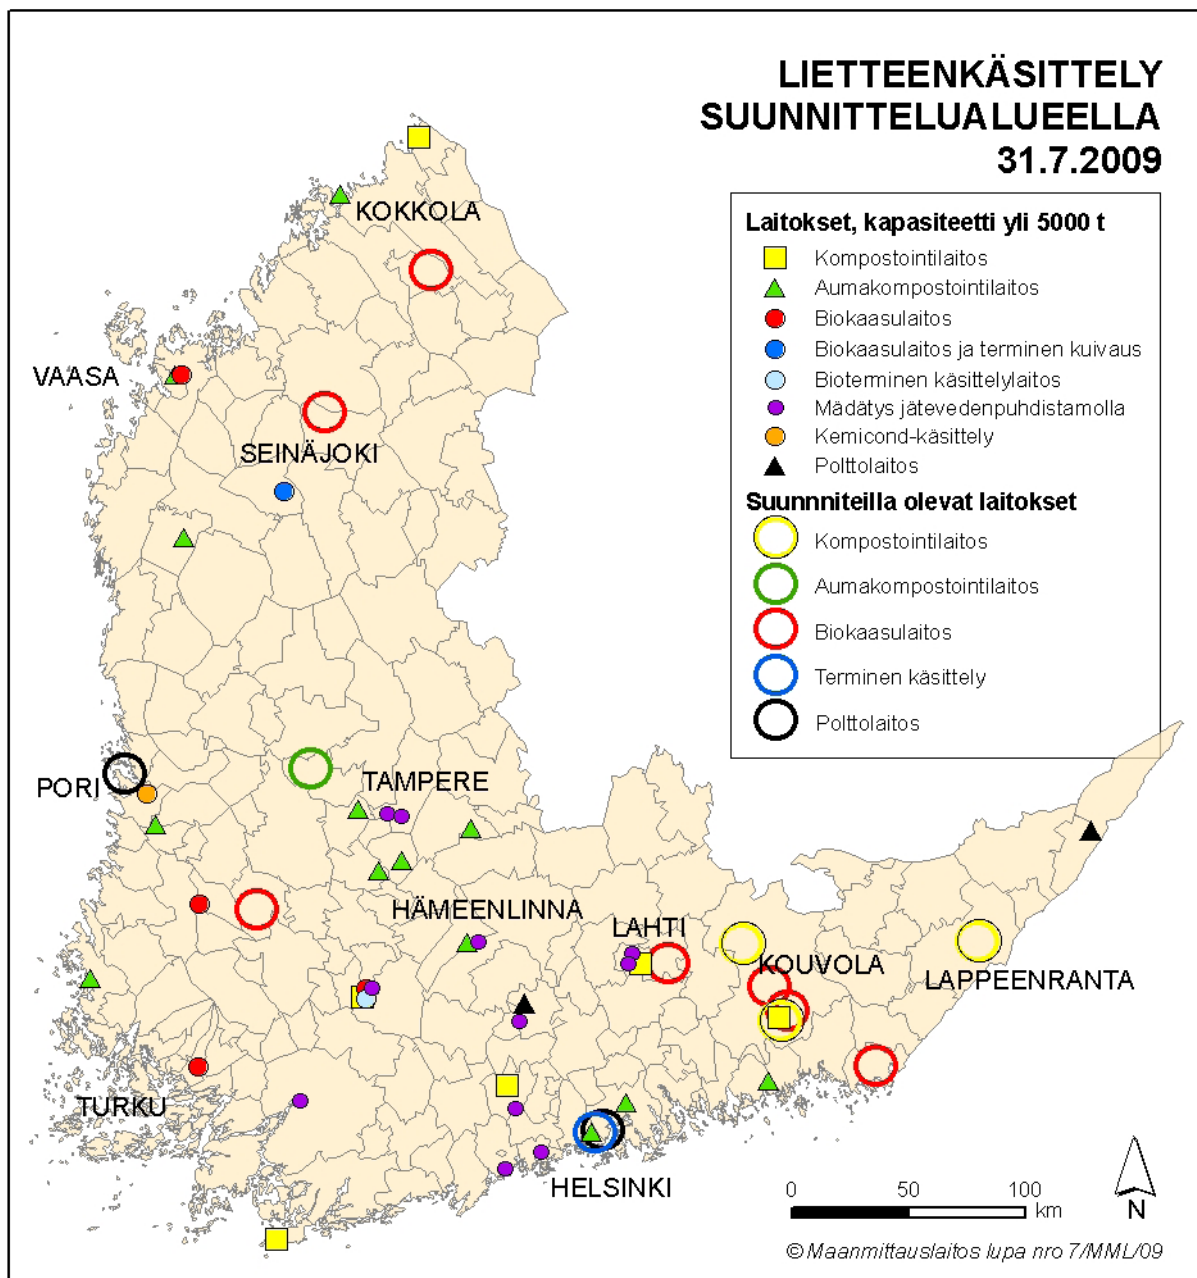 LIETTEENKÄSITTELY
SUUNNITTELUALUEELLA
31.7.2009
Laitokset, kapasiteetti yli 5000 t
Kompostointilaitos
Aumakompostointilaitos
Biokaasulaitos
Biokaasulaitos ja terminen kuivaus
Bioterminen käsittelylaitos
Mädätys jätevedenpuhdistamolla
Kemicond-käsittely
Polttolaitos
Suunnniteilla olevat laitokset
Kompostointilaitos
Aumakompostointilaitos
Biokaasulaitos
Terminen käsittely
Polttolaitos
KOKKOLA
VAASA
SEINÄJOKI
PORI
TAMPERE
HÄMEENLINNA
LAHTI
KOUVOLA
LAPPEENRANTA
TURKU
HELSINKI
0 50 100
km
N
© Maanmittauslaitos lupa nro 7/MML/09